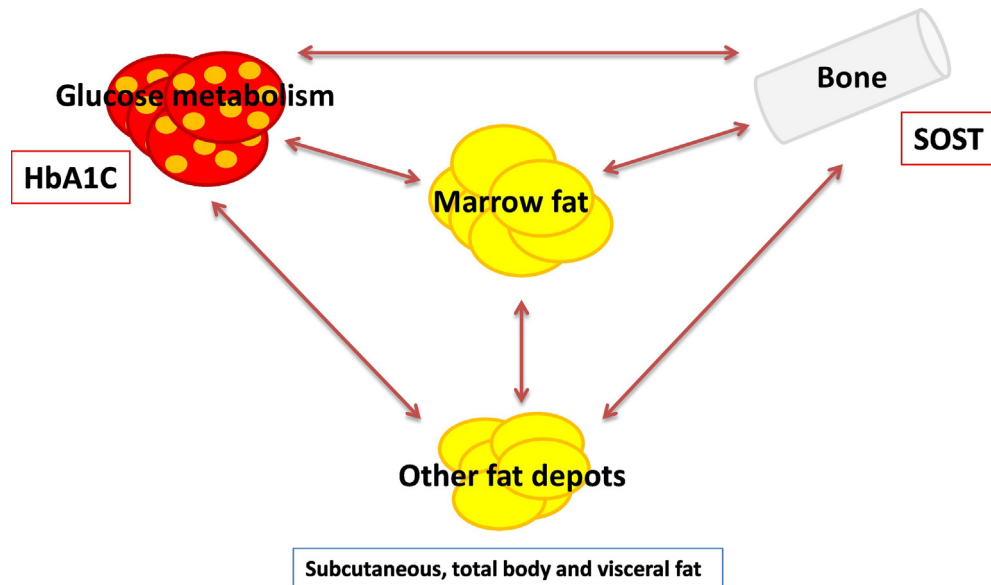 Glucose metabolism
Bone
HbA1C
SOST
Marrow fat
Other fat depots
Subcutaneous, total body and visceral fat